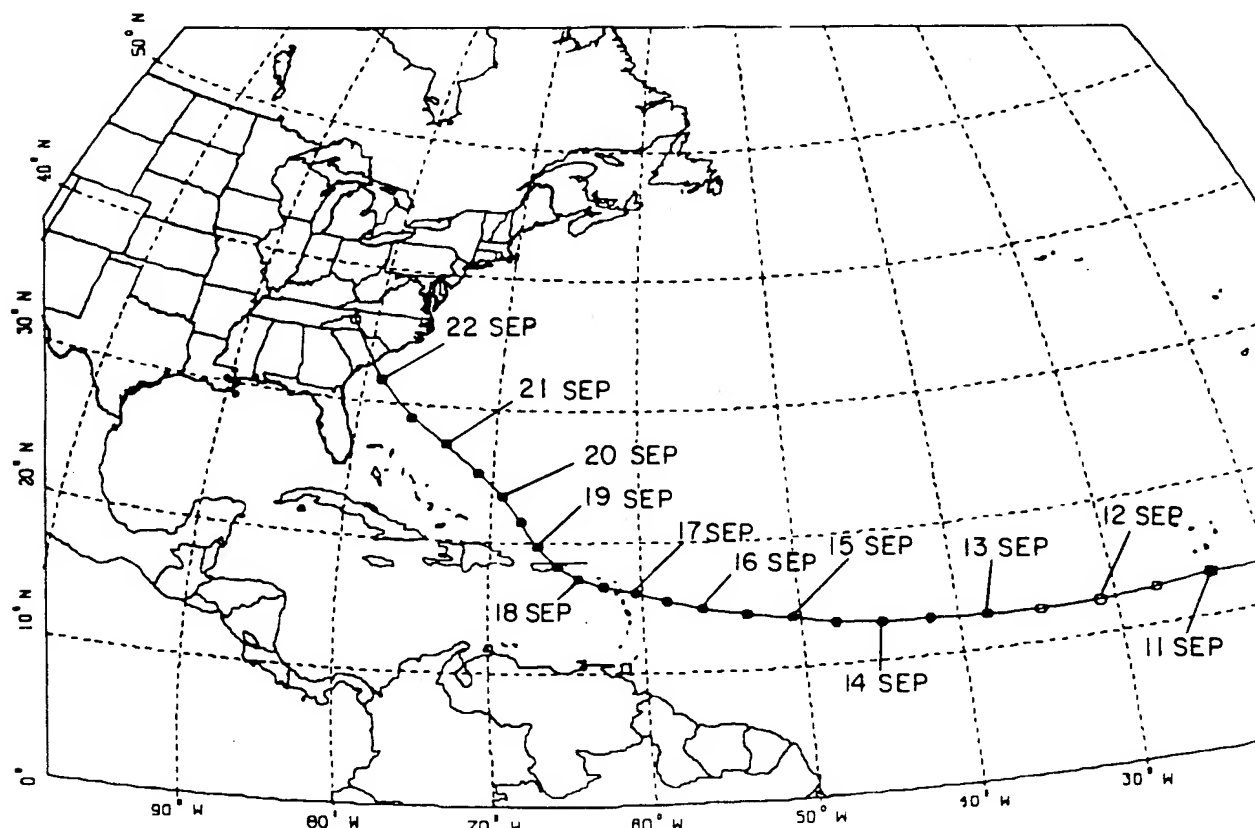 50° N
40° N
30° N
20° N
10° N
0° N
22 SEP
21 SEP
20 SEP
19 SEP
17 SEP
16 SEP
15 SEP
13 SEP
12 SEP
18 SEP
14 SEP
11 SEP
90° W
80° W
70° W
60° W
50° W
40° W
30° W